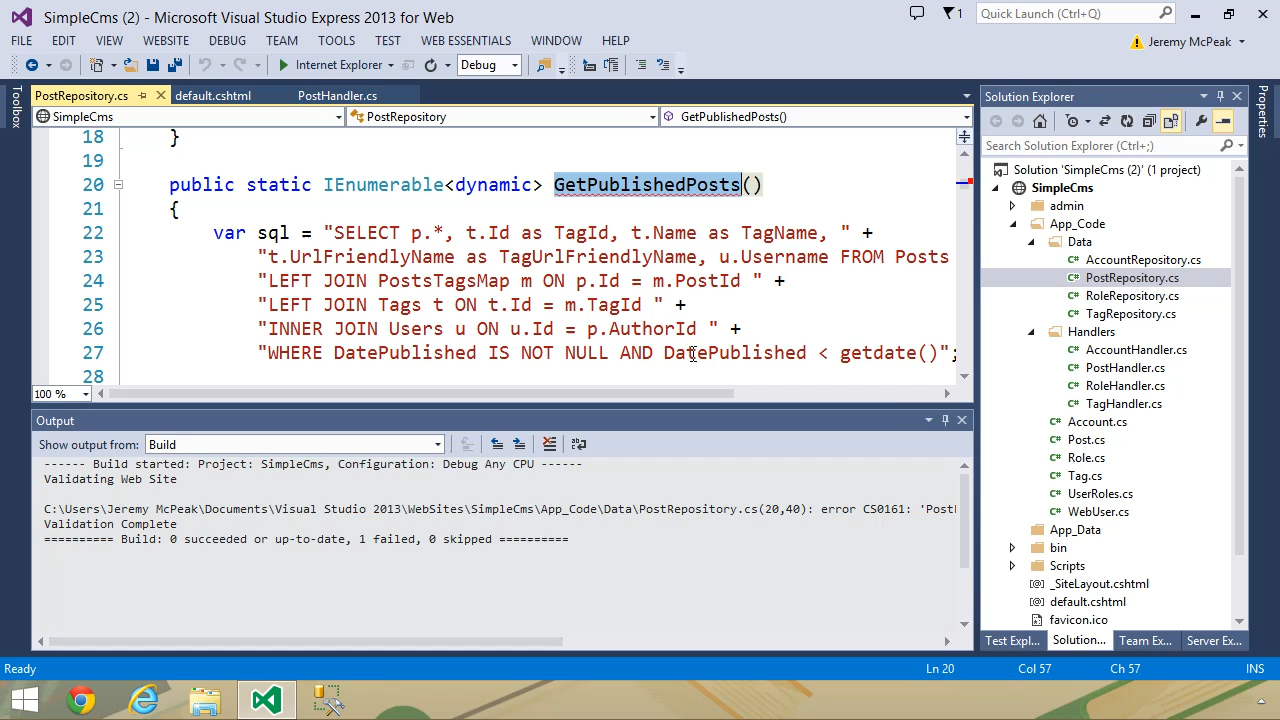 SimpleCms (2) - Microsoft Visual Studio Express 2013 for Web
1
Quick Launch (Ctrl+Q)
FILE EDIT VIEW WEBSITE DEBUG TEAM TOOLS TEST WEB ESSENTIALS WINDOW HELP
Jeremy McPeak
Internet Explorer
Debug
Toolbox
PostRepository.cs
default.cshtml
PostHandler.cs
SimpleCms
PostRepository
GetPublishedPosts()
18 }
19
20 public static IEnumerable<dynamic> GetPublishedPosts()
21 {
22 var sql = "SELECT p.*, t.Id as TagId, t.Name as TagName, " +
23 "t.UrlFriendlyName as TagUrlFriendlyName, u.Username FROM Posts
24 "LEFT JOIN PostsTagsMap m ON p.Id = m.PostId " +
25 "LEFT JOIN Tags t ON t.Id = m.TagId " +
26 "INNER JOIN Users u ON u.Id = p.AuthorId " +
27 "WHERE DatePublished IS NOT NULL AND DatePublished < getdate()";
28
100 %
Output
Show output from: Build
------ Build started: Project: SimpleCms, Configuration: Debug Any CPU ------
Validating Web Site
C:\Users\Jeremy McPeak\Documents\Visual Studio 2013\WebSites\SimpleCms\App_Code\Data\PostRepository.cs(20,40): error CS0161: 'Post
Validation Complete
========== Build: 0 succeeded or up-to-date, 1 failed, 0 skipped ==========
Solution Explorer
Search Solution Explorer (Ctrl+;)
Solution 'SimpleCms (2)' (1 project)
SimpleCms
admin
App_Code
Data
AccountRepository.cs
PostRepository.cs
RoleRepository.cs
TagRepository.cs
Handlers
AccountHandler.cs
PostHandler.cs
RoleHandler.cs
TagHandler.cs
Account.cs
Post.cs
Role.cs
Tag.cs
UserRoles.cs
WebUser.cs
App_Data
bin
Scripts
_SiteLayout.cshtml
default.cshtml
favicon.ico
Test Expl... Solution... Team Ex... Server Ex...
Properties
Ready
Ln 20 Col 57 Ch 57 INS